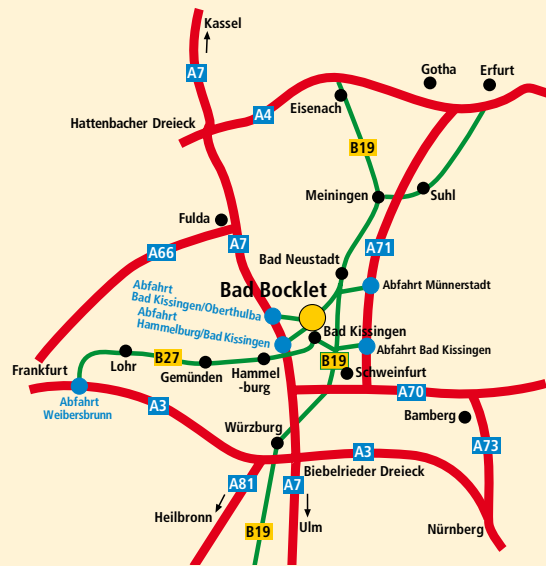 Kassel
A7
Gotha
Erfurt
Eisenach
A4
Hattenbacher Dreieck
B19
Meiningen
Suhl
Fulda
A7
A66
A71
Bad Neustadt
Abfahrt
Bad Kissingen/Oberthulba
Bad Bocklet
Abfahrt Münnerstadt
Abfahrt
Hammelburg/Bad Kissingen
Bad Kissingen
Abfahrt Bad Kissingen
Frankfurt
Lohr
B27
Gemünden
Hammel
-burg
B19
Schweinfurt
A70
Abfahrt
Weibersbrunn
A3
Bamberg
Würzburg
A3
A73
Biebelrieder Dreieck
A81
A7
Heilbronn
B19
Ulm
Nürnberg